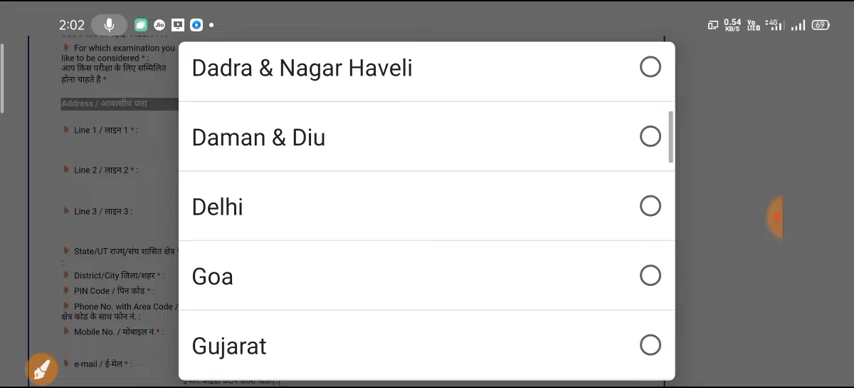 2:02
0.54 KB/S
4G
69
Dadra & Nagar Haveli
Daman & Diu
Delhi
Goa
Gujarat
For which examination you
like to be considered * :
आप किस परीक्षा के लिए सम्मिलित
होना चाहते है *
Address / आवासीय पता
Line 1 / लाइन 1 * :
Line 2 / लाइन 2 * :
Line 3 / लाइन 3 :
State/UT राज्य/संघ शासित क्षेत्र *
:
District/City जिला/शहर * :
PIN Code / पिन कोड * :
Phone No. with Area Code /
क्षेत्र कोड के साथ फोन नं. :
Mobile No. / मोबाइल नं.* :
e-mail / ई-मेल * :